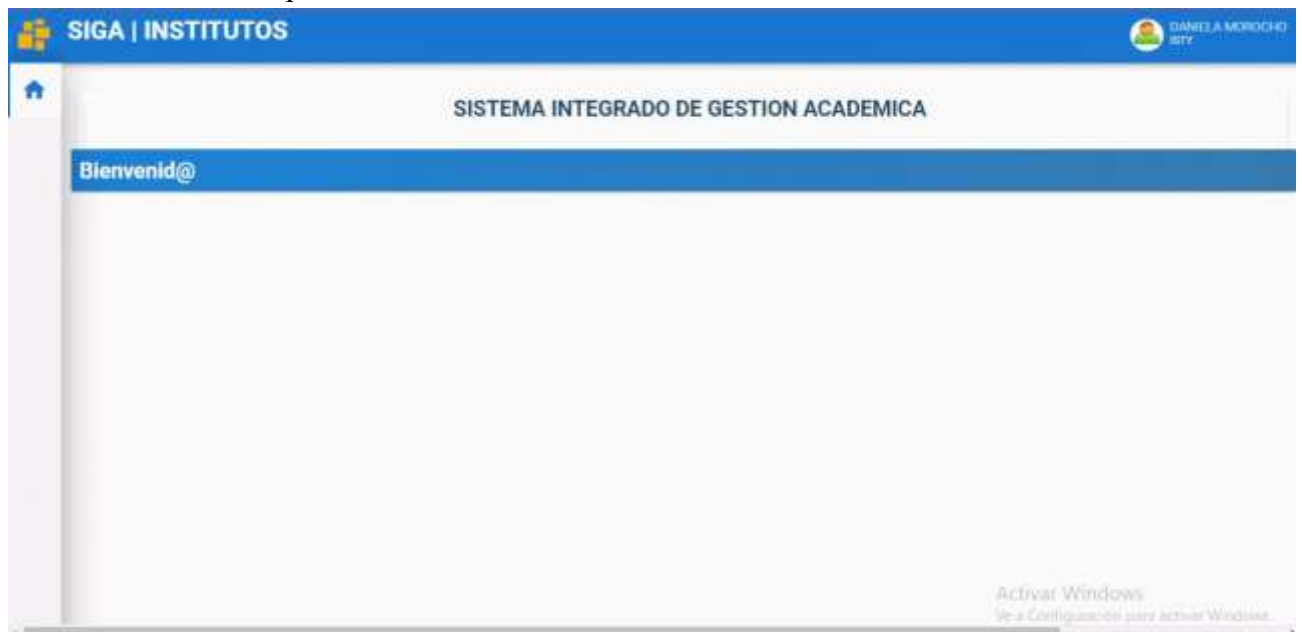 SIGA | INSTITUTOS
DANIELA MOROCHO
ISTY
SISTEMA INTEGRADO DE GESTION ACADEMICA
Bienvenid@
Activar Windows
Ve a Configuración para activar Windows.